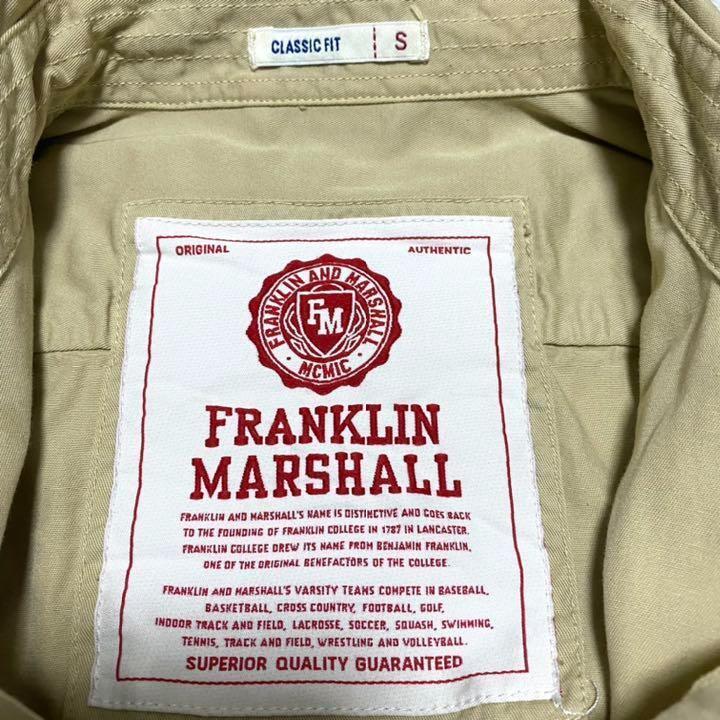 CLASSIC FIT S
ORIGINAL AUTHENTIC
FRANKLIN AND MARSHALL
FM
· MCMIC ·
FRANKLIN
MARSHALL
FRANKLIN AND MARSHALL'S NAME IS DISTINCTIVE AND GOES BACK
TO THE FOUNDING OF FRANKLIN COLLEGE IN 1787 IN LANCASTER.
FRANKLIN COLLEGE DREW ITS NAME FROM BENJAMIN FRANKLIN,
ONE OF THE ORIGINAL BENEFACTORS OF THE COLLEGE.
FRANKLIN AND MARSHALL'S VARSITY TEAMS COMPETE IN BASEBALL,
BASKETBALL, CROSS COUNTRY, FOOTBALL, GOLF,
INDOOR TRACK AND FIELD, LACROSSE, SOCCER, SQUASH, SWIMMING,
TENNIS, TRACK AND FIELD, WRESTLING AND VOLLEYBALL.
SUPERIOR QUALITY GUARANTEED